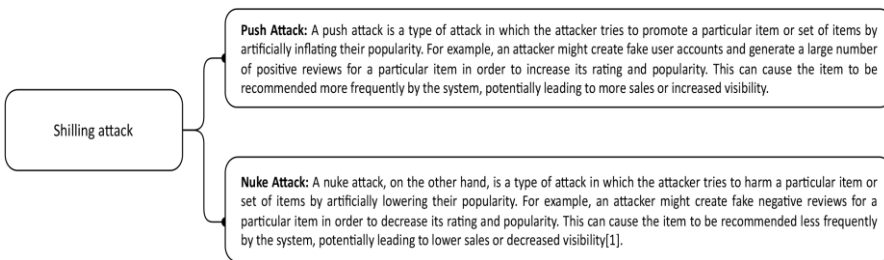 Push Attack: A push attack is a type of attack in which the attacker tries to promote a particular item or set of items by
artificially inflating their popularity. For example, an attacker might create fake user accounts and generate a large number
of positive reviews for a particular item in order to increase its rating and popularity. This can cause the item to be
recommended more frequently by the system, potentially leading to more sales or increased visibility.
Shilling attack
Nuke Attack: A nuke attack, on the other hand, is a type of attack in which the attacker tries to harm a particular item or
set of items by artificially lowering their popularity. For example, an attacker might create fake negative reviews for a
particular item in order to decrease its rating and popularity. This can cause the item to be recommended less frequently
by the system, potentially leading to lower sales or decreased visibility[1].